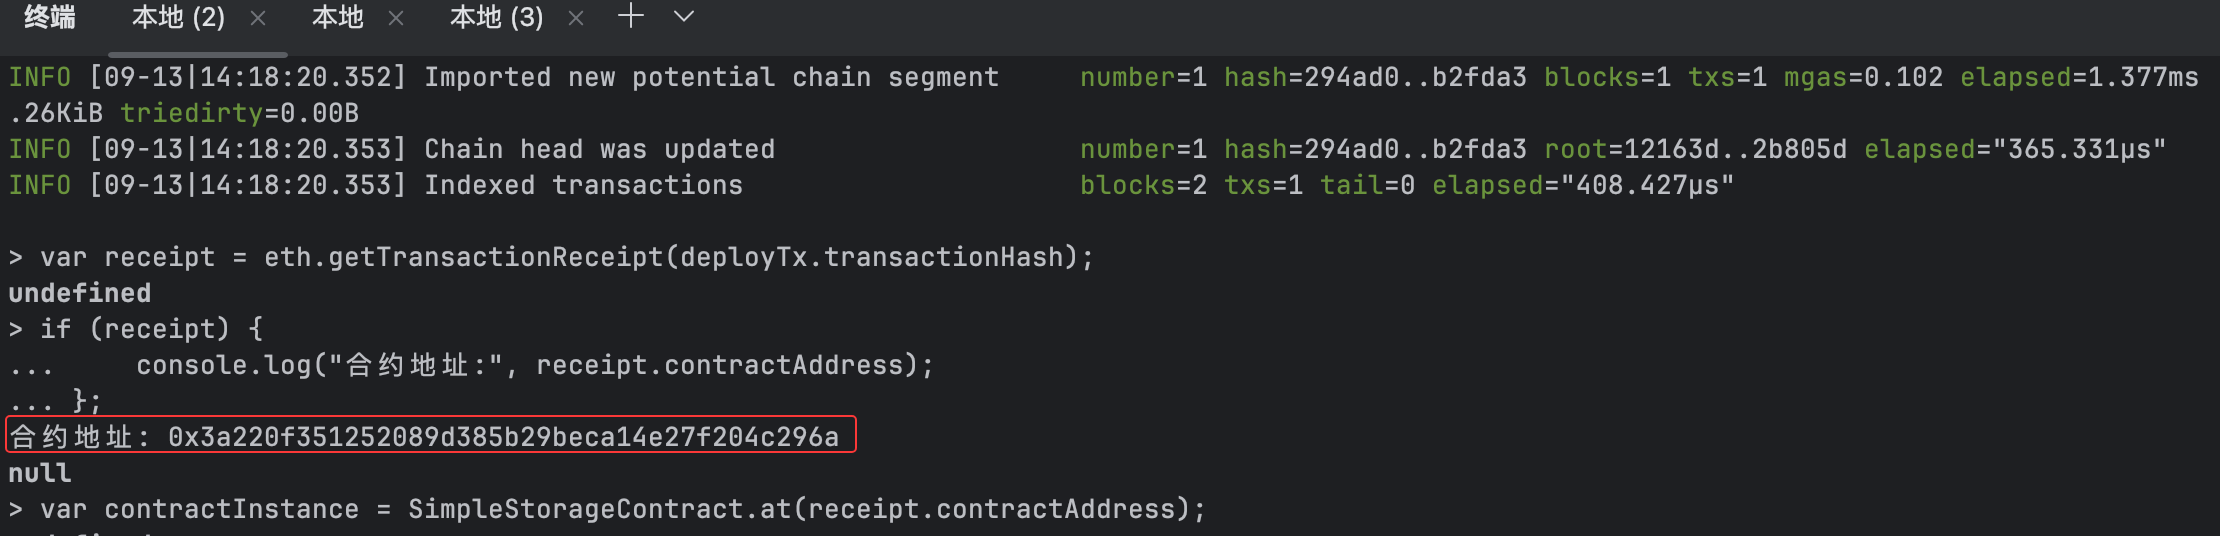 终端 本地 (2) × 本地 × 本地 (3) × +
INFO [09-13|14:18:20.352] Imported new potential chain segment number=1 hash=294ad0..b2fda3 blocks=1 txs=1 mgas=0.102 elapsed=1.377ms
.26KiB triedirty=0.00B
INFO [09-13|14:18:20.353] Chain head was updated number=1 hash=294ad0..b2fda3 root=12163d..2b805d elapsed="365.331µs"
INFO [09-13|14:18:20.353] Indexed transactions blocks=2 txs=1 tail=0 elapsed="408.427µs"
> var receipt = eth.getTransactionReceipt(deployTx.transactionHash);
undefined
> if (receipt) {
... console.log("合约地址:", receipt.contractAddress);
... };
合约地址: 0x3a220f351252089d385b29beca14e27f204c296a
null
> var contractInstance = SimpleStorageContract.at(receipt.contractAddress);